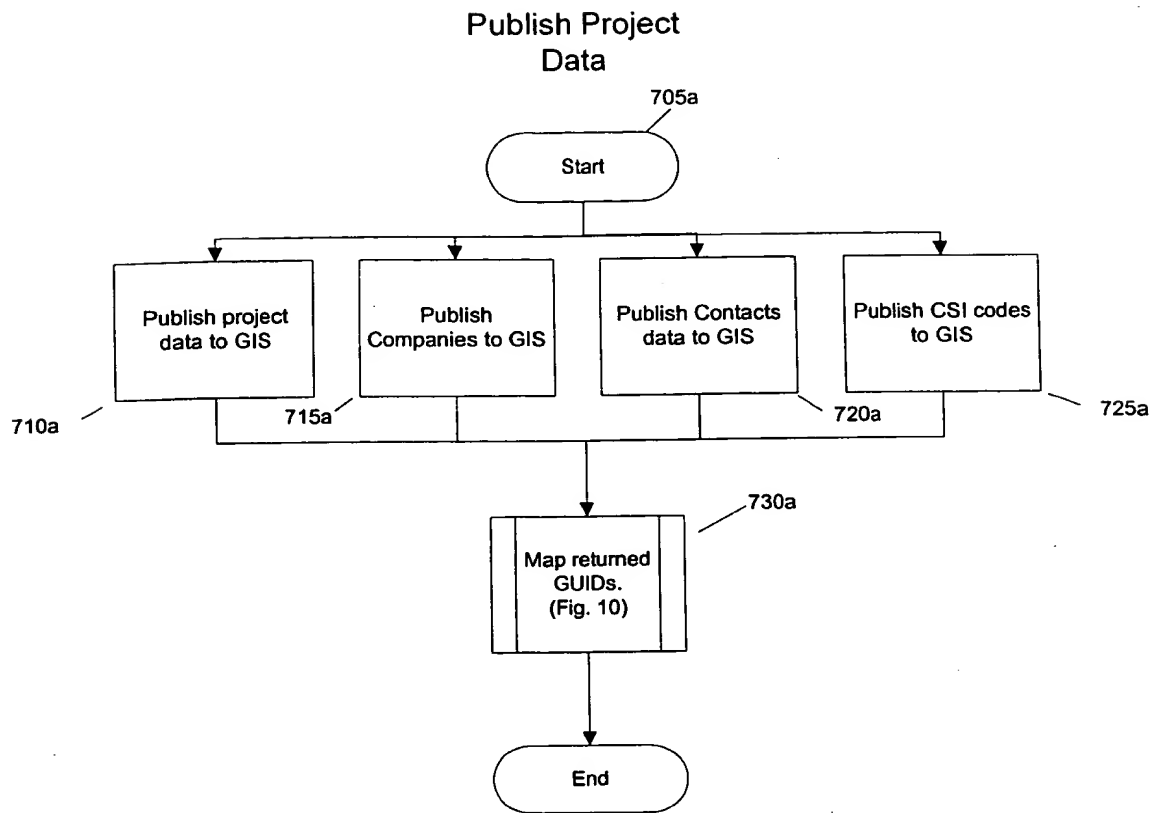 Publish Project
Data
705a
Start
Publish project
data to GIS
Publish
Companies to GIS
Publish Contacts
data to GIS
Publish CSI codes
to GIS
710a
715a
720a
725a
730a
Map returned
GUIDs.
(Fig. 10)
End